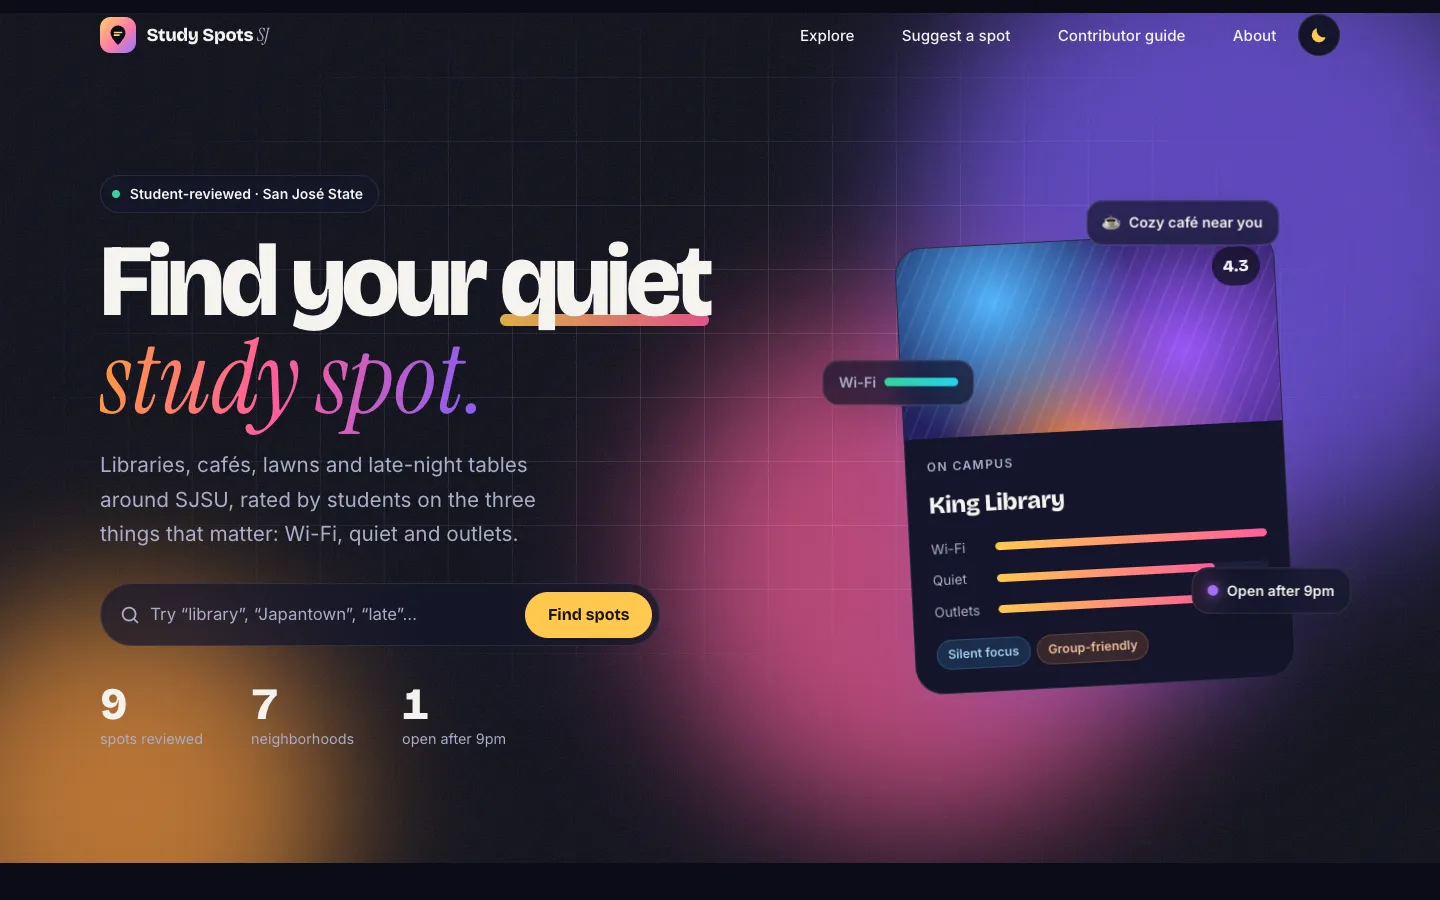 Study Spots SJ
Explore
Suggest a spot
Contributor guide
About
Student-reviewed · San José State
Find your quiet
study spot.
Libraries, cafés, lawns and late-night tables
around SJSU, rated by students on the three
things that matter: Wi-Fi, quiet and outlets.
Try “library”, “Japantown”, “late”...
Find spots
9
spots reviewed
7
neighborhoods
1
open after 9pm
Cozy café near you
4.3
Wi-Fi
ON CAMPUS
King Library
Wi-Fi
Quiet
Outlets
Open after 9pm
Silent focus
Group-friendly